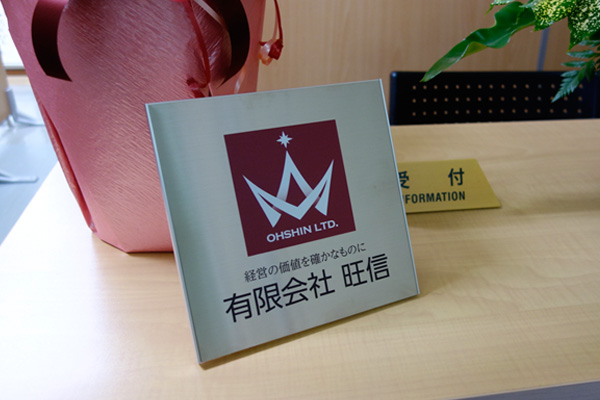 OHSHIN LTD.
経営の価値を確かなものに
有限会社 旺信
受付
FORMATION